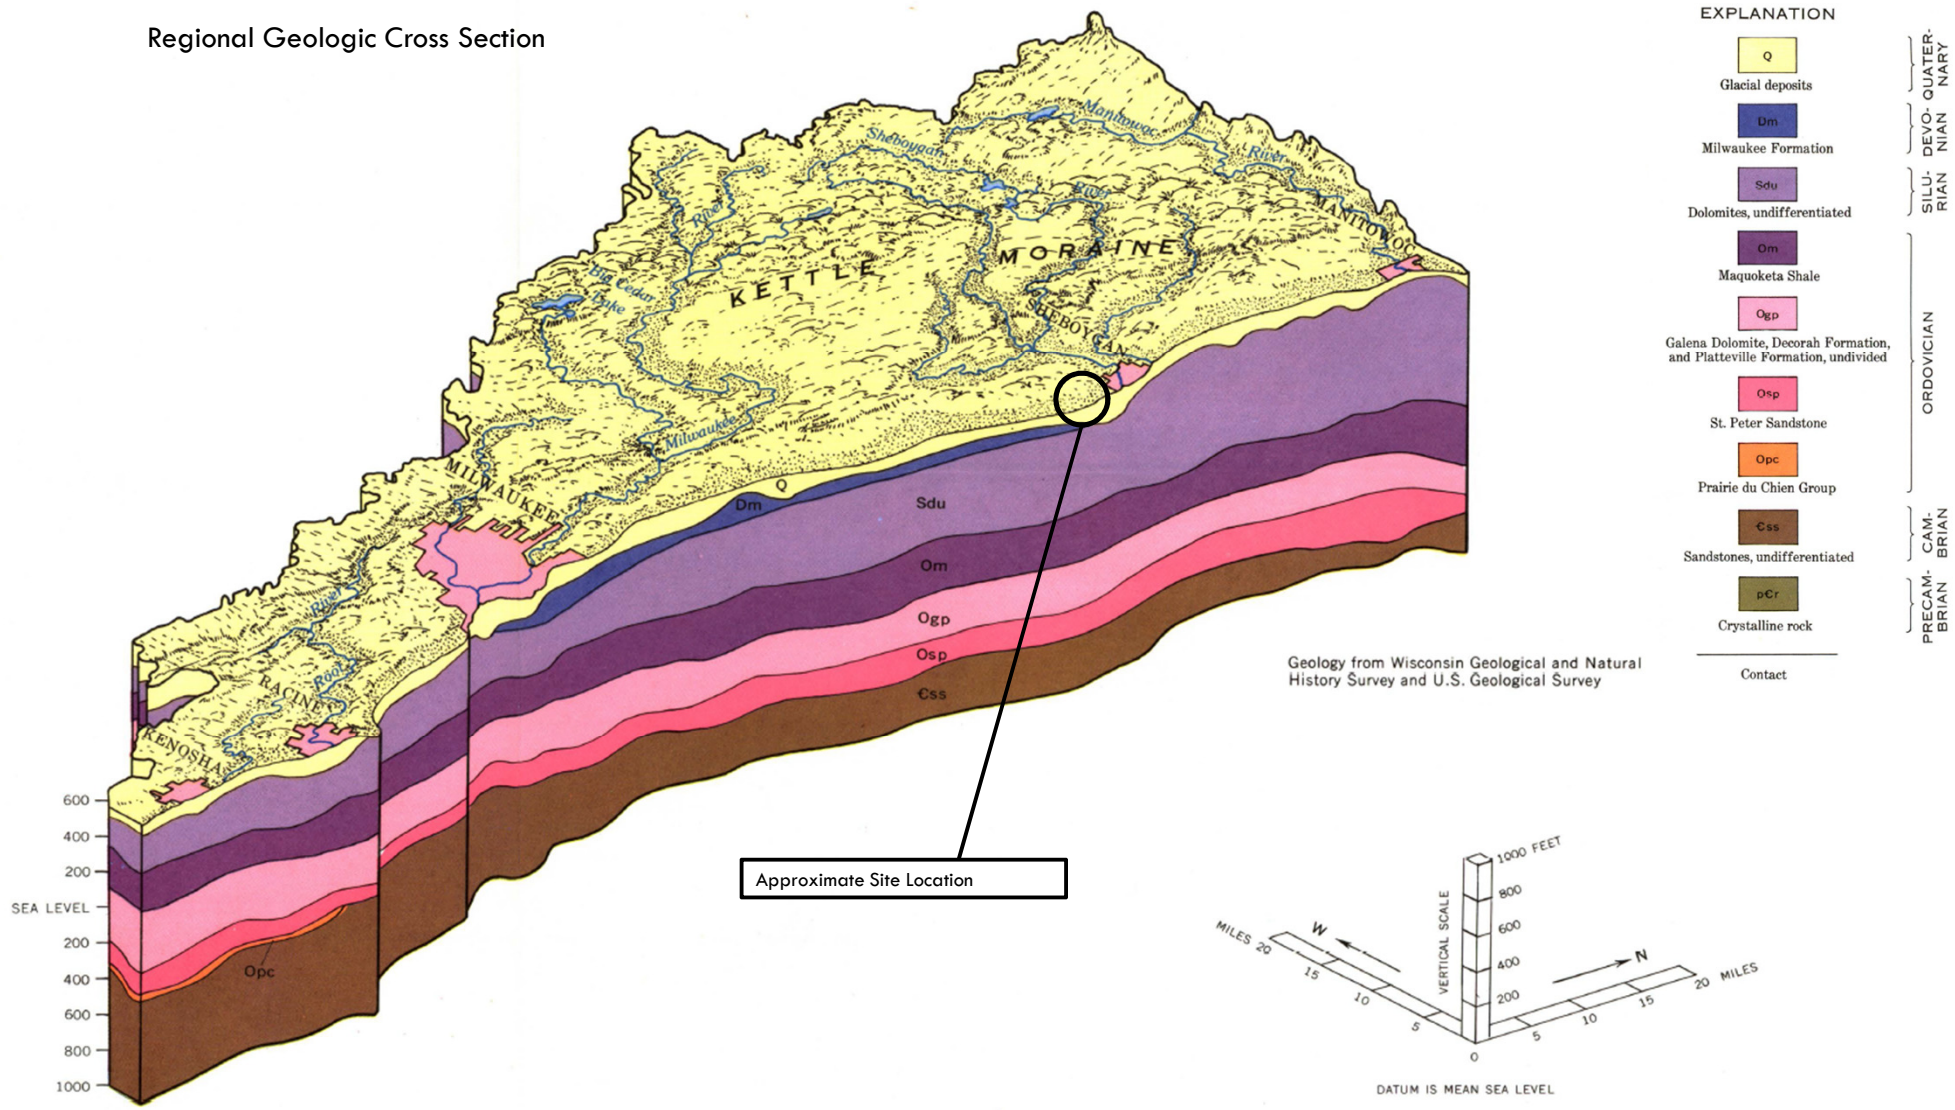 Regional Geologic Cross Section
EXPLANATION
Q
Glacial deposits
QUATER-
NARY
Dm
Milwaukee Formation
DEVO-
NIAN
Sdu
Dolomites, undifferentiated
SILU-
RIAN
Om
Maquoketa Shale
Ogp
Galena Dolomite, Decorah Formation,
and Platteville Formation, undivided
Osp
St. Peter Sandstone
Opc
Prairie du Chien Group
ORDOVICIAN
Єss
Sandstones, undifferentiated
CAM-
BRIAN
pЄr
Crystalline rock
PRECAM-
BRIAN
Contact
Geology from Wisconsin Geological and Natural
History Survey and U.S. Geological Survey
Manitowoc
River
Sheboygan
River
MANITOWOC
River
KETTLE
MORAINE
Big Cedar
Lake
SHEBOYGAN
Milwaukee
MILWAUKEE
River
Root
RACINE
KENOSHA
Q
Dm
Sdu
Om
Ogp
Osp
Єss
Opc
600
400
200
SEA LEVEL
200
400
600
800
1000
Approximate Site Location
1000 FEET
800
600
400
200
VERTICAL SCALE
MILES 20
15
10
5
0
5
10
15
20 MILES
W
N
DATUM IS MEAN SEA LEVEL